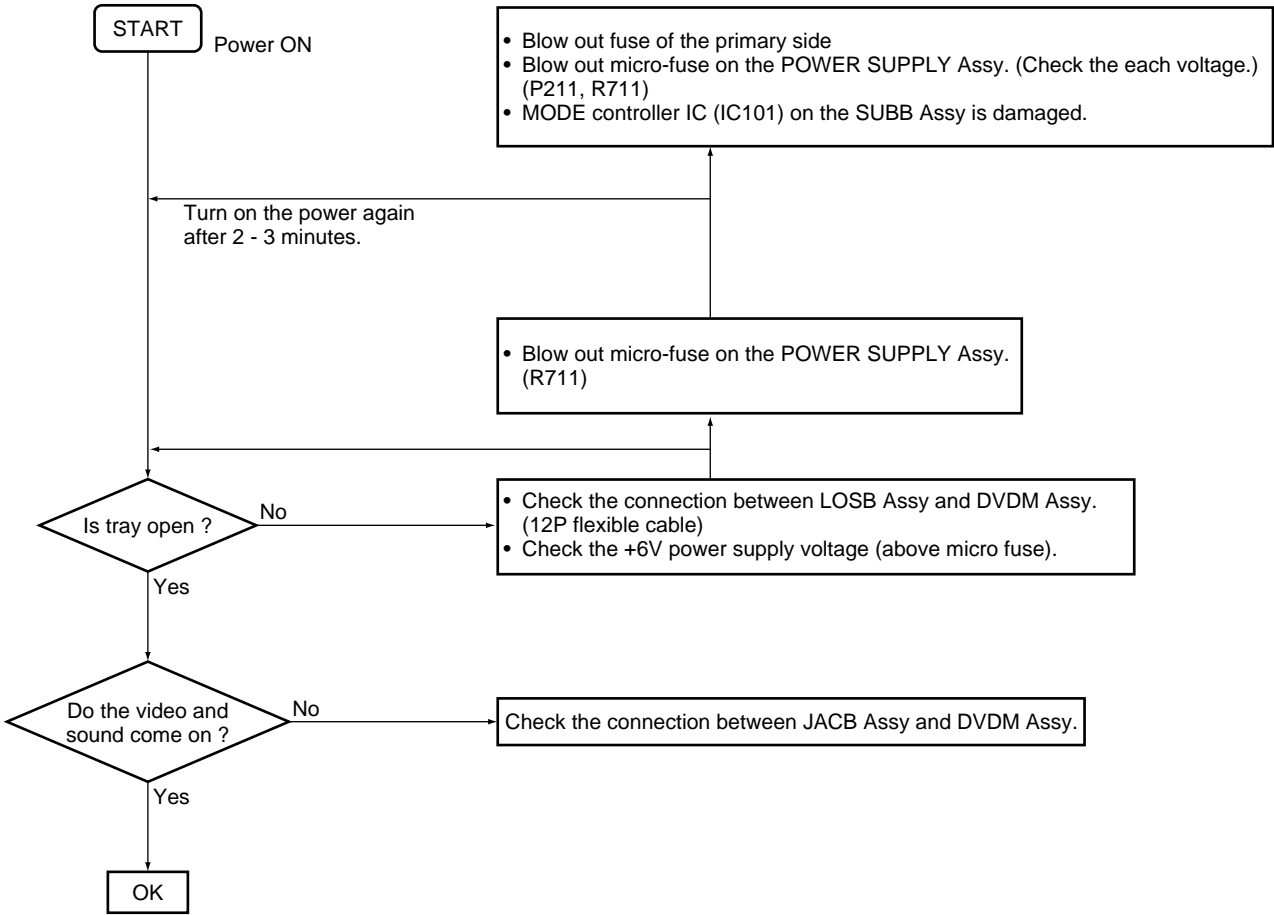 START
Power ON
• Blow out fuse of the primary side
• Blow out micro-fuse on the POWER SUPPLY Assy. (Check the each voltage.)
(P211, R711)
• MODE controller IC (IC101) on the SUBB Assy is damaged.
Turn on the power again
after 2 - 3 minutes.
• Blow out micro-fuse on the POWER SUPPLY Assy.
(R711)
Is tray open ?
No
• Check the connection between LOSB Assy and DVDM Assy.
(12P flexible cable)
• Check the +6V power supply voltage (above micro fuse).
Yes
Do the video and
sound come on ?
No
Check the connection between JACB Assy and DVDM Assy.
Yes
OK